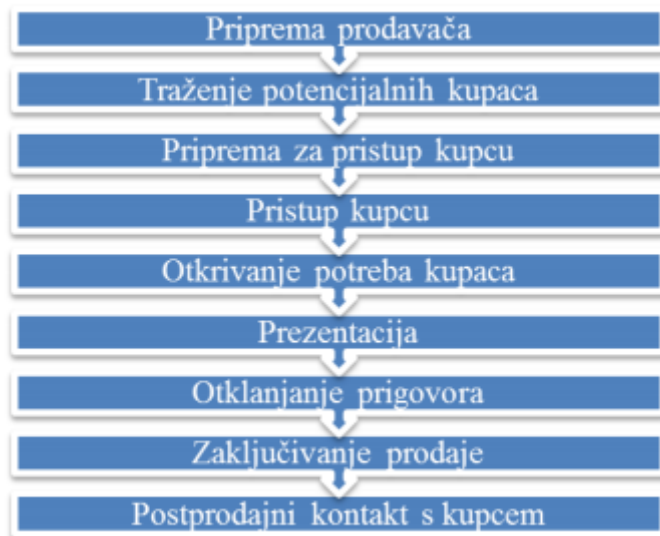 Priprema prodavača
Traženje potencijalnih kupaca
Priprema za pristup kupcu
Pristup kupcu
Otkrivanje potreba kupaca
Prezentacija
Otklanjanje prigovora
Zaključivanje prodaje
Postprodajni kontakt s kupcem